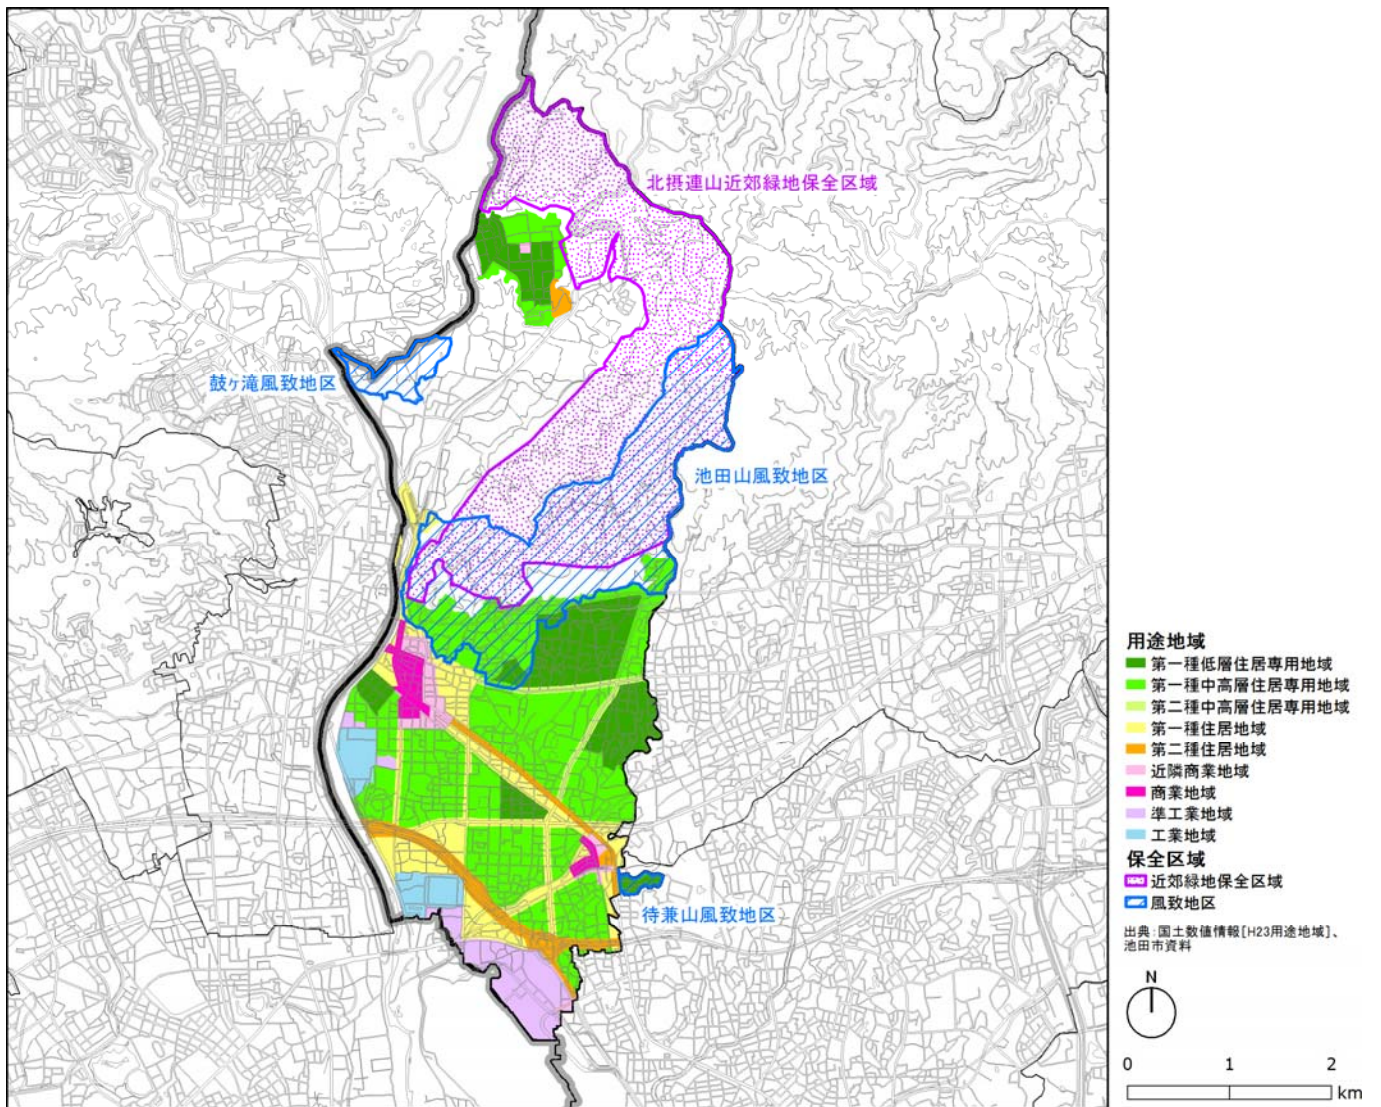 北摂連山近郊緑地保全区域
鼓ヶ滝風致地区
池田山風致地区
待兼山風致地区
用途地域
第一種低層住居専用地域
第一種中高層住居専用地域
第二種中高層住居専用地域
第一種住居地域
第二種住居地域
近隣商業地域
商業地域
準工業地域
工業地域
保全区域
近郊緑地保全区域
風致地区
出典:国土数値情報[H23用途地域]、
池田市資料
N
0 1 2
km